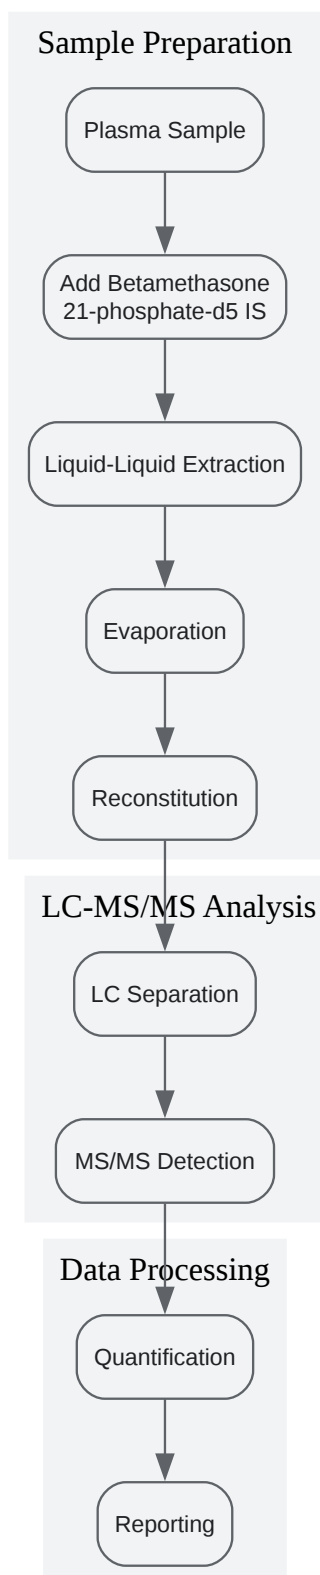 Sample Preparation
Plasma Sample
Add Betamethasone
21-phosphate-d5 IS
Liquid-Liquid Extraction
Evaporation
Reconstitution
LC-MS/MS Analysis
LC Separation
MS/MS Detection
Data Processing
Quantification
Reporting